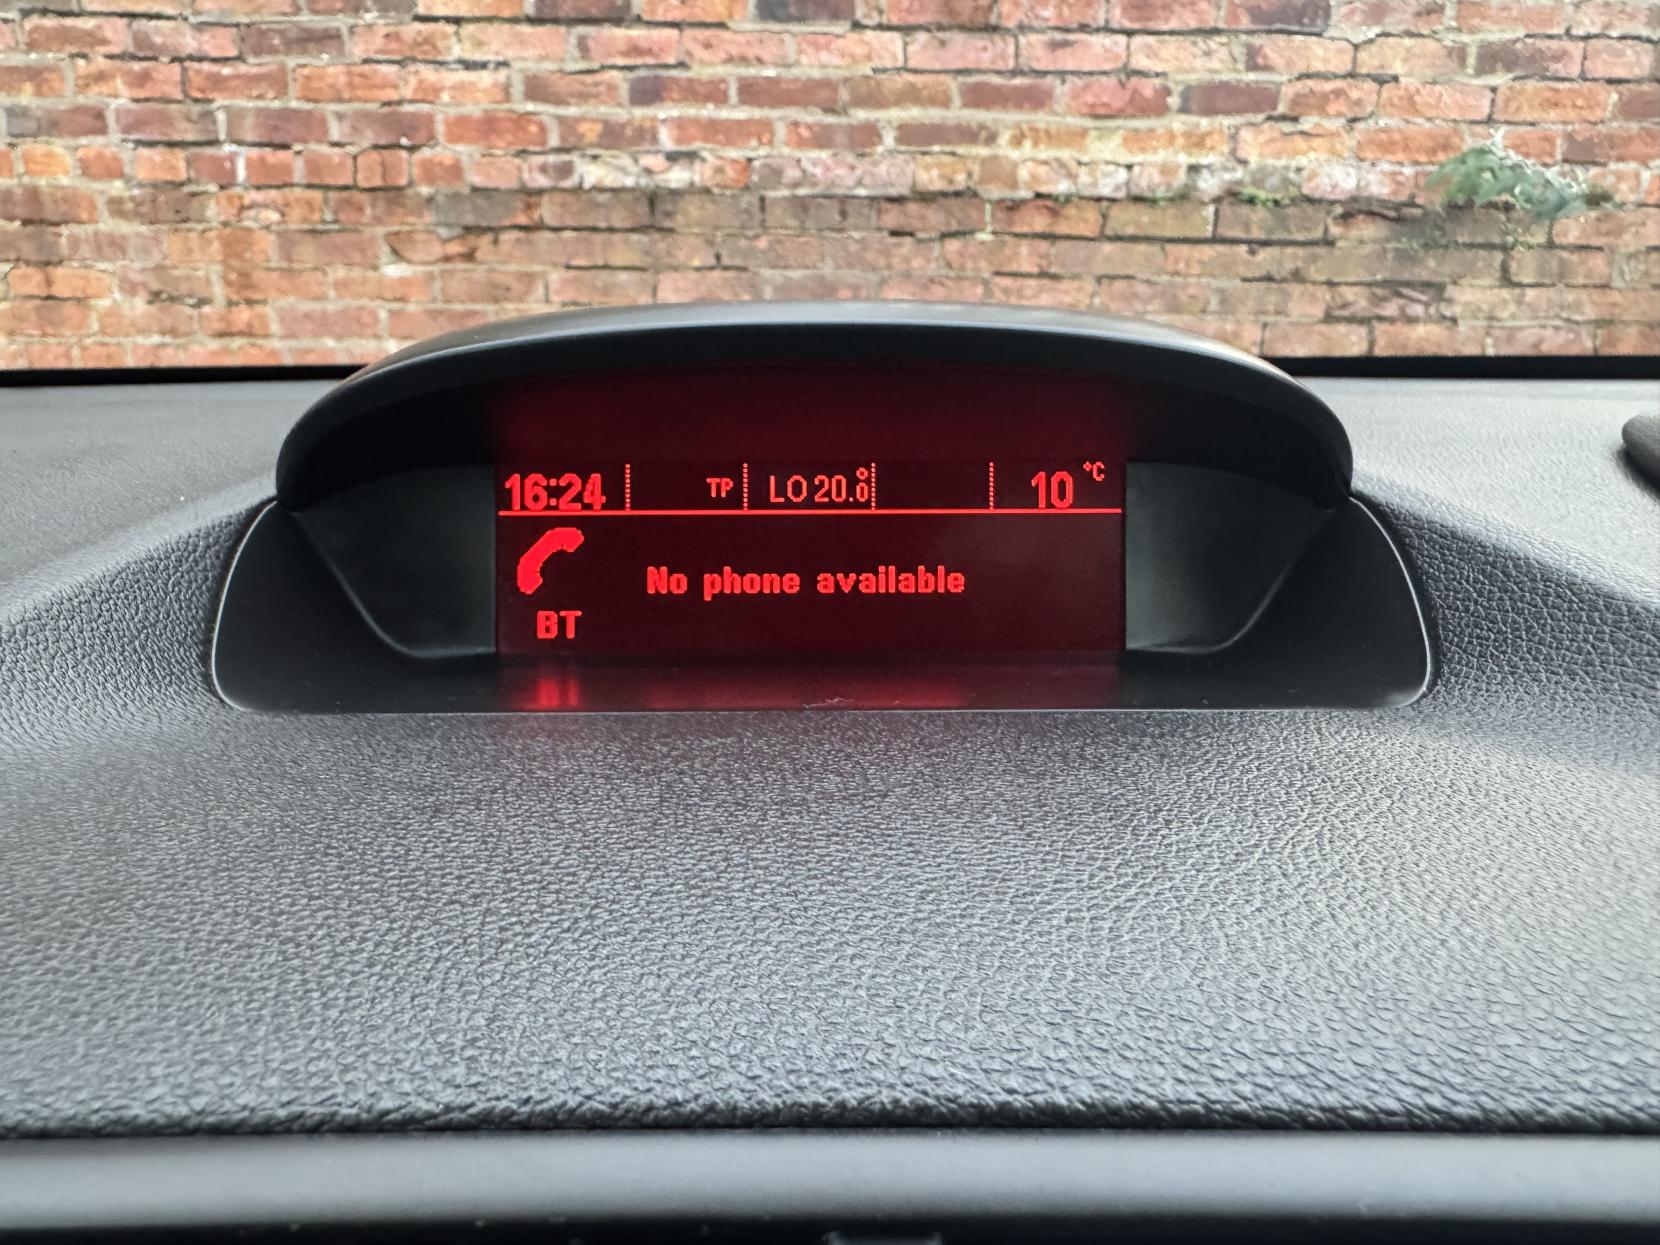 16:24 TP LO 20.0° 10 °C
No phone available
BT